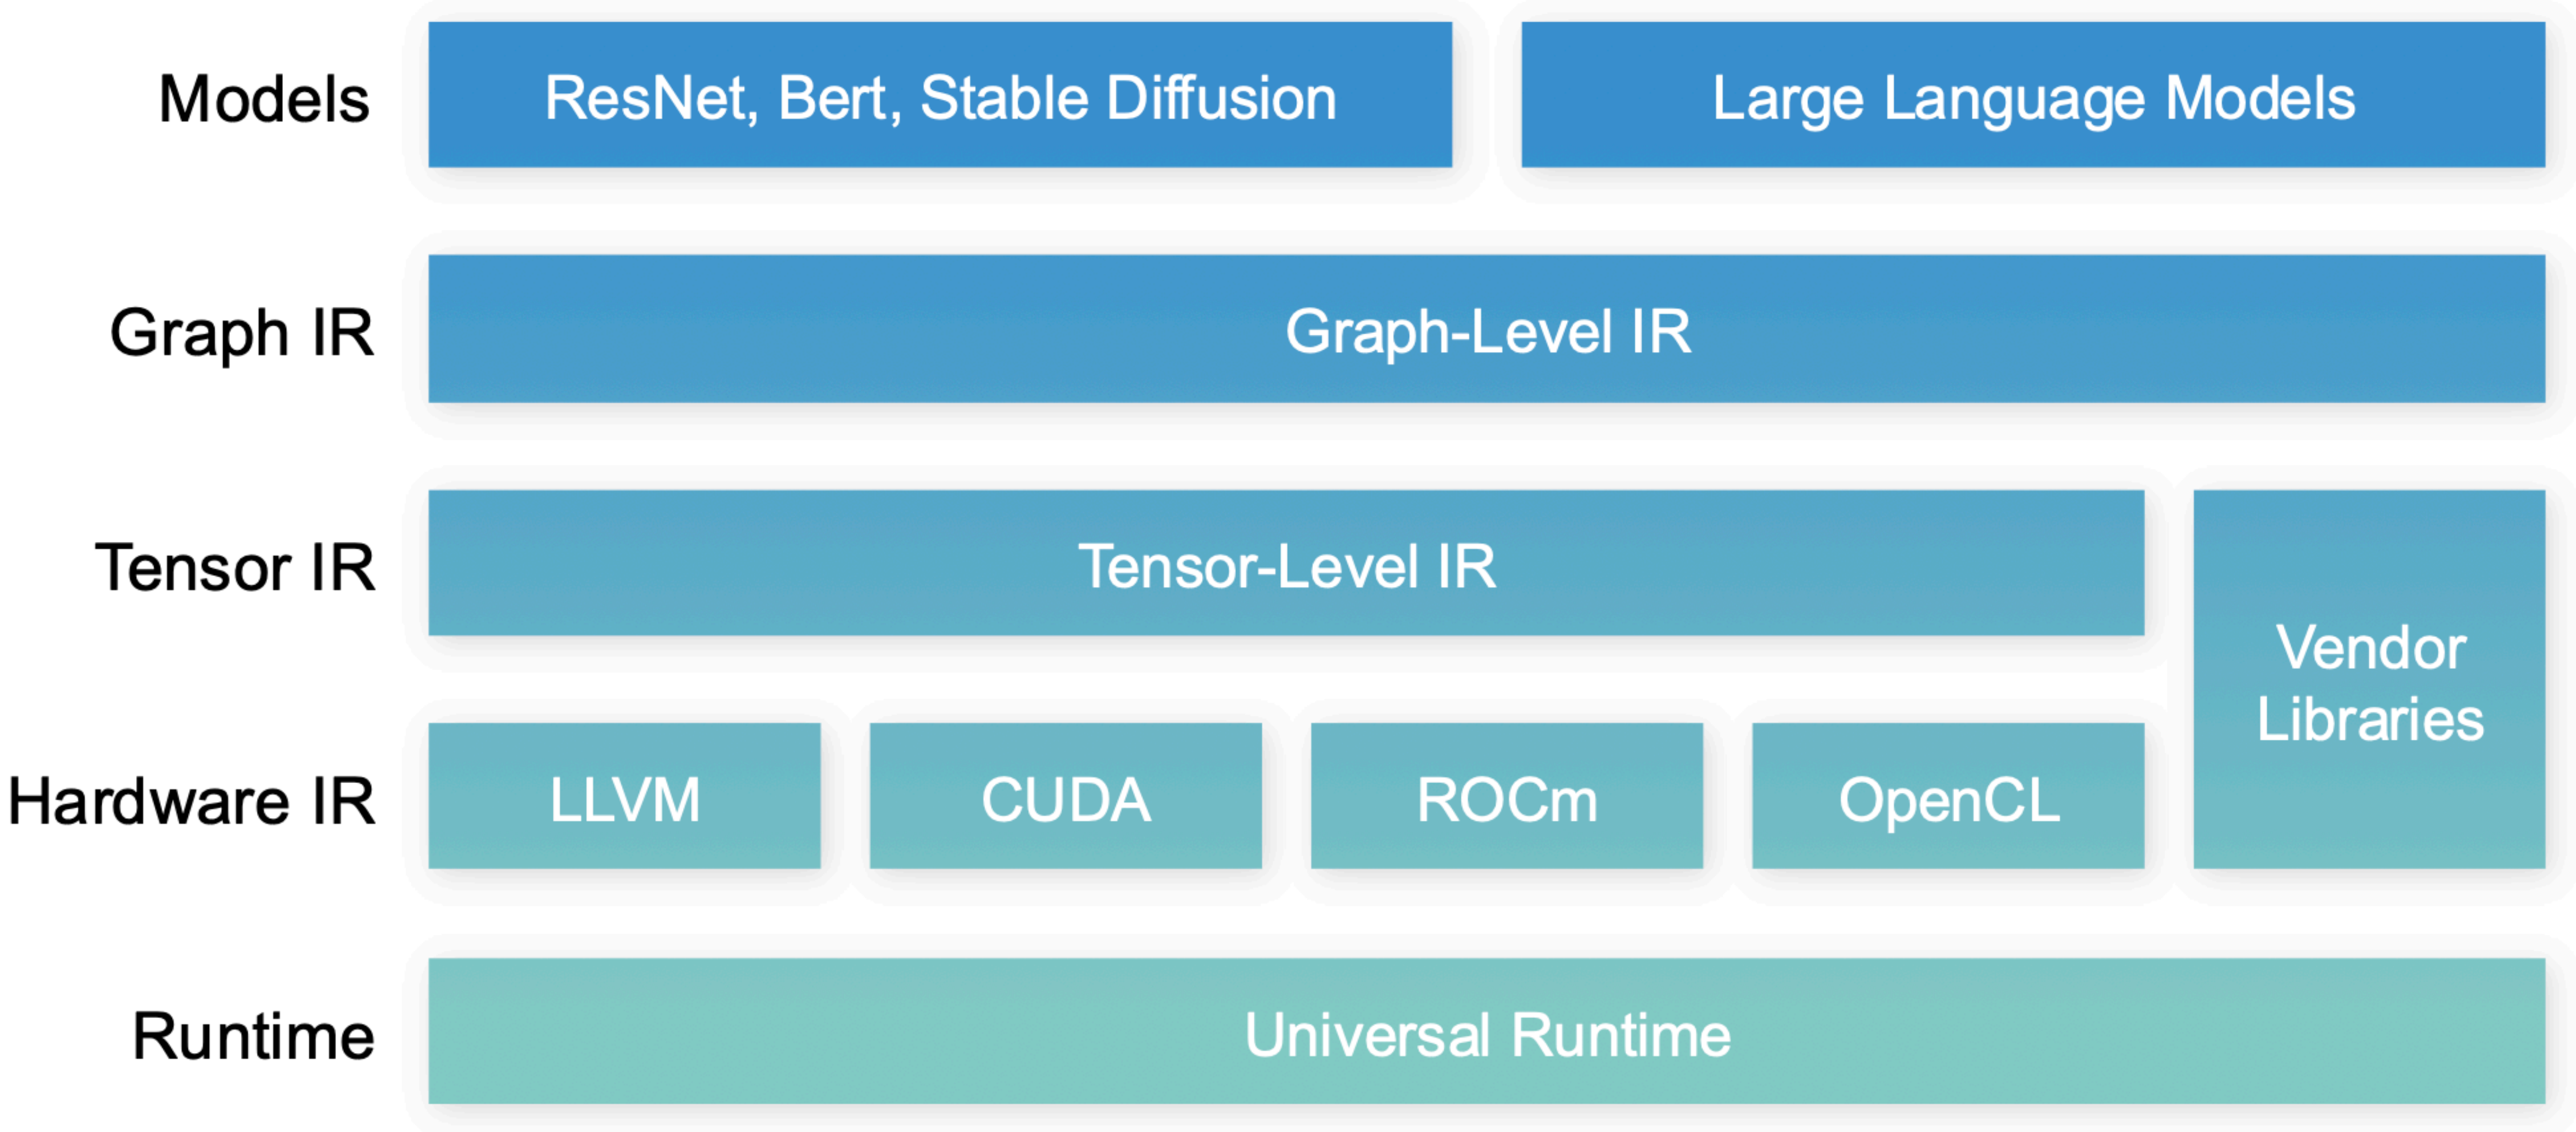 Models
ResNet, Bert, Stable Diffusion
Large Language Models
Graph IR
Graph-Level IR
Tensor IR
Tensor-Level IR
Vendor
Libraries
Hardware IR
LLVM
CUDA
ROCm
OpenCL
Runtime
Universal Runtime